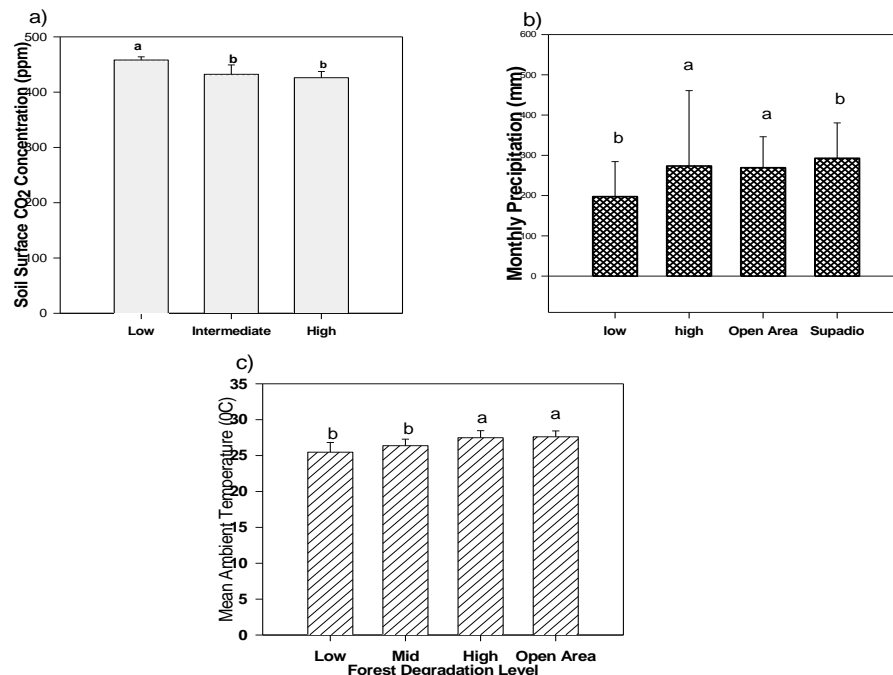 a)
Soil Surface CO2 Concentration (ppm)
500
400
300
200
100
0
a
b
b
Low Intermediate High
b)
Monthly Precipitation (mm)
600
500
400
300
200
100
0
b
a
a
b
low high Open Area Supadio
c)
Mean Ambient Temperature (0C)
35
30
25
20
15
10
5
0
b
b
a
a
Low Mid High Open Area
Forest Degradation Level